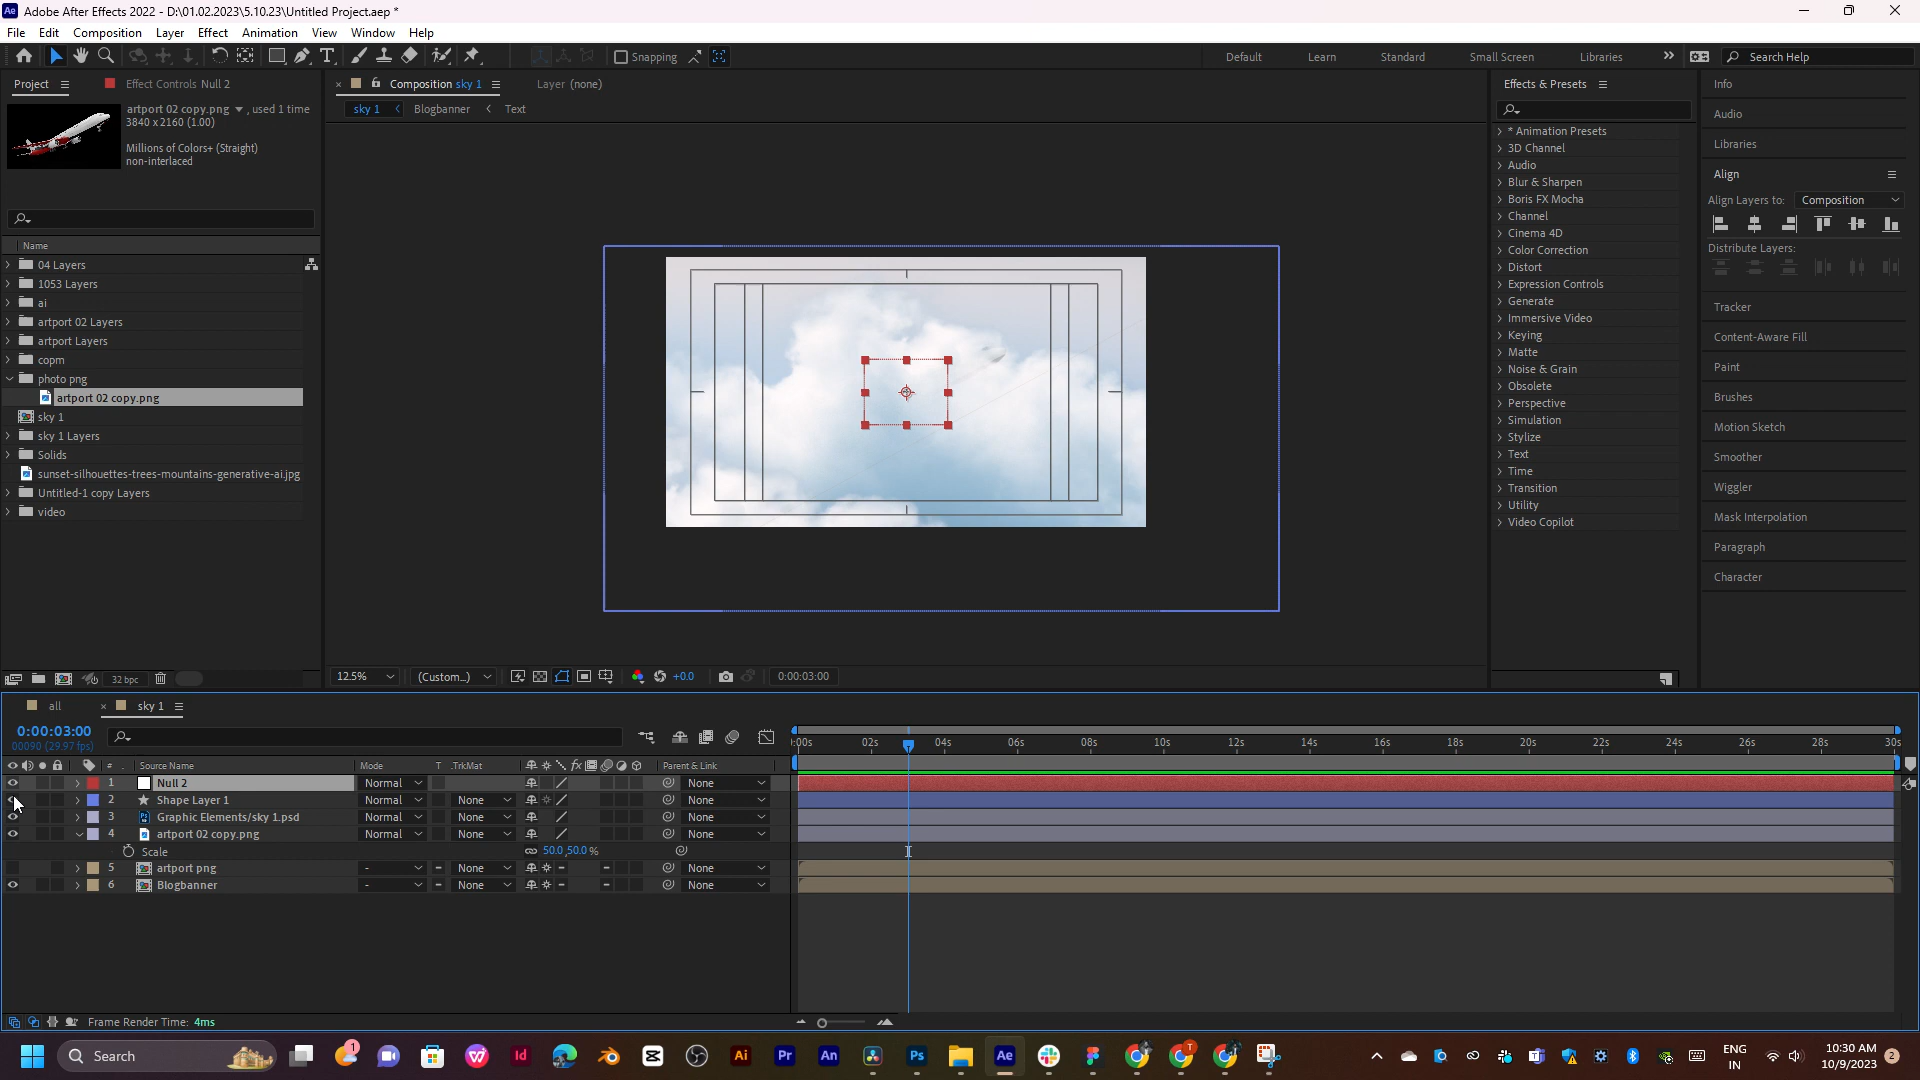 Adobe After Effects 2022 - D:\01.02.2023\5.10.23\Untitled Project.aep *
File Edit Composition Layer Effect Animation View Window Help
Snapping Default Learn Standard Small Screen Libraries Search Help
Project Effect Controls Null 2
artport 02 copy.png , used 1 time
3840 x 2160 (1.00)
Millions of Colors+ (Straight)
non-interlaced
Name
04 Layers
1053 Layers
ai
artport 02 Layers
artport Layers
copm
photo png
artport 02 copy.png
sky 1
sky 1 Layers
Solids
sunset-silhouettes-trees-mountains-generative-ai.jpg
Untitled-1 copy Layers
video
32 bpc
Composition sky 1 Layer (none)
sky 1 Blogbanner Text
12.5% (Custom...) +0.0 0:00:03:00
Effects & Presets
* Animation Presets
3D Channel
Audio
Blur & Sharpen
Boris FX Mocha
Channel
Cinema 4D
Color Correction
Distort
Expression Controls
Generate
Immersive Video
Keying
Matte
Noise & Grain
Obsolete
Perspective
Simulation
Stylize
Text
Time
Transition
Utility
Video Copilot
Info
Audio
Libraries
Align
Align Layers to: Composition
Distribute Layers:
Tracker
Content-Aware Fill
Paint
Brushes
Motion Sketch
Smoother
Wiggler
Mask Interpolation
Paragraph
Character
all sky 1
0:00:03:00
00090 (29.97 fps)
# Source Name Mode T .TrkMat fx Parent & Link
:00s 02s 04s 06s 08s 10s 12s 14s 16s 18s 20s 22s 24s 26s 28s 30s
1 Null 2 Normal None
2 Shape Layer 1 Normal None None
3 Graphic Elements/sky 1.psd Normal None None
4 artport 02 copy.png Normal None None
Scale 50.0,50.0 %
5 artport png - None None
6 Blogbanner - None None
Frame Render Time: 4ms
Search
1
Id
Ai
Pr
An
Ps
Ae
ENG
IN
10:30 AM
10/9/2023
2